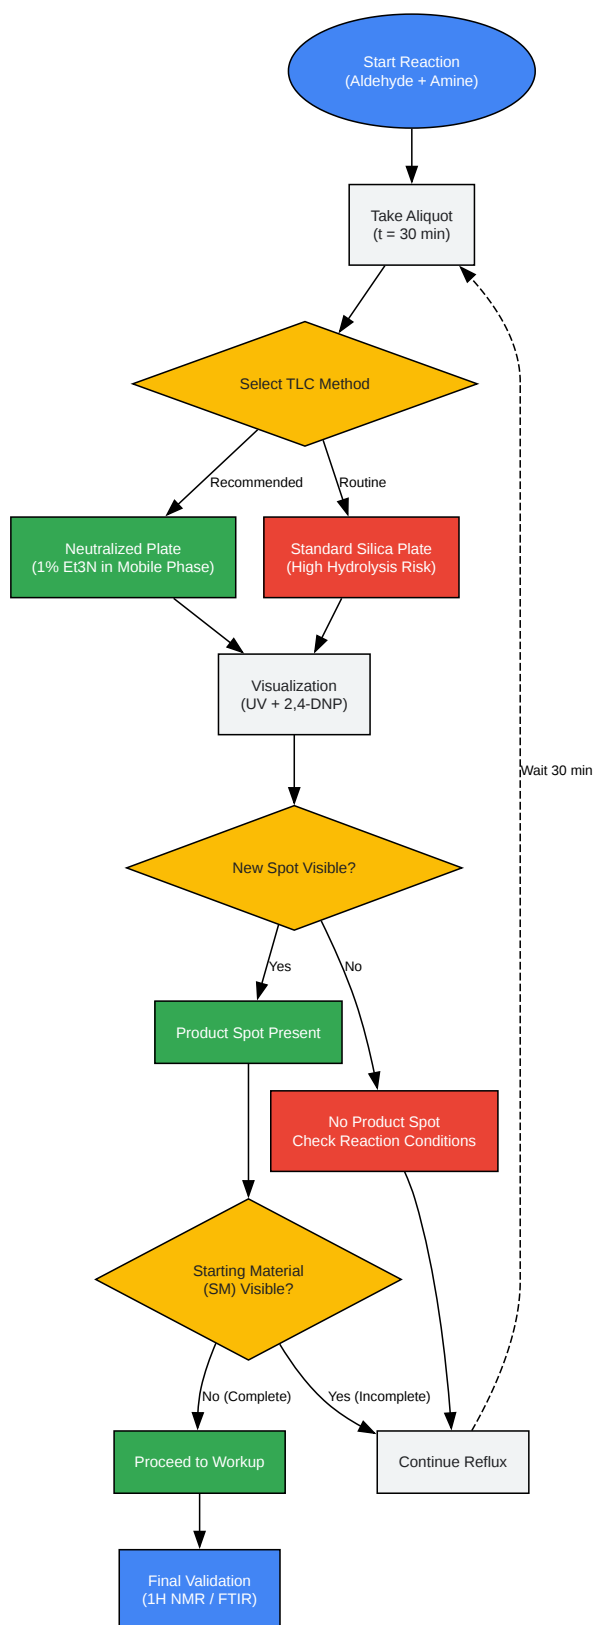 Start Reaction
(Aldehyde + Amine)
Take Aliquot
(t = 30 min)
Select TLC Method
Recommended
Routine
Neutralized Plate
(1% Et3N in Mobile Phase)
Standard Silica Plate
(High Hydrolysis Risk)
Visualization
(UV + 2,4-DNP)
Wait 30 min
New Spot Visible?
Yes
No
Product Spot Present
No Product Spot
Check Reaction Conditions
Starting Material
(SM) Visible?
No (Complete)
Yes (Incomplete)
Proceed to Workup
Continue Reflux
Final Validation
(1H NMR / FTIR)